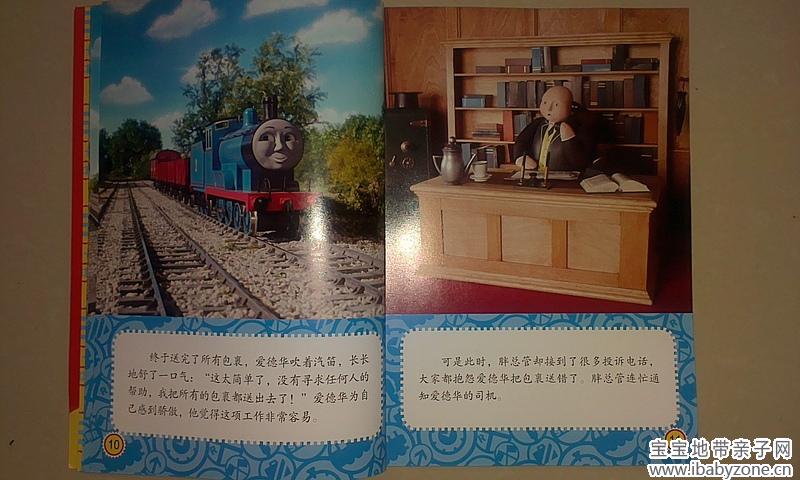 终于送完了所有包裹，爱德华吹着汽笛，长长
地舒了一口气：“这太简单了，没有寻求任何人的
帮助，我把所有的包裹都送出去了！”爱德华为自
己感到骄傲，他觉得这项工作非常容易。
10
可是此时，胖总管却接到了很多投诉电话，
大家都抱怨爱德华把包裹送错了。胖总管连忙通
知爱德华的司机。
宝宝地带亲子网
www.ibabyzone.cn